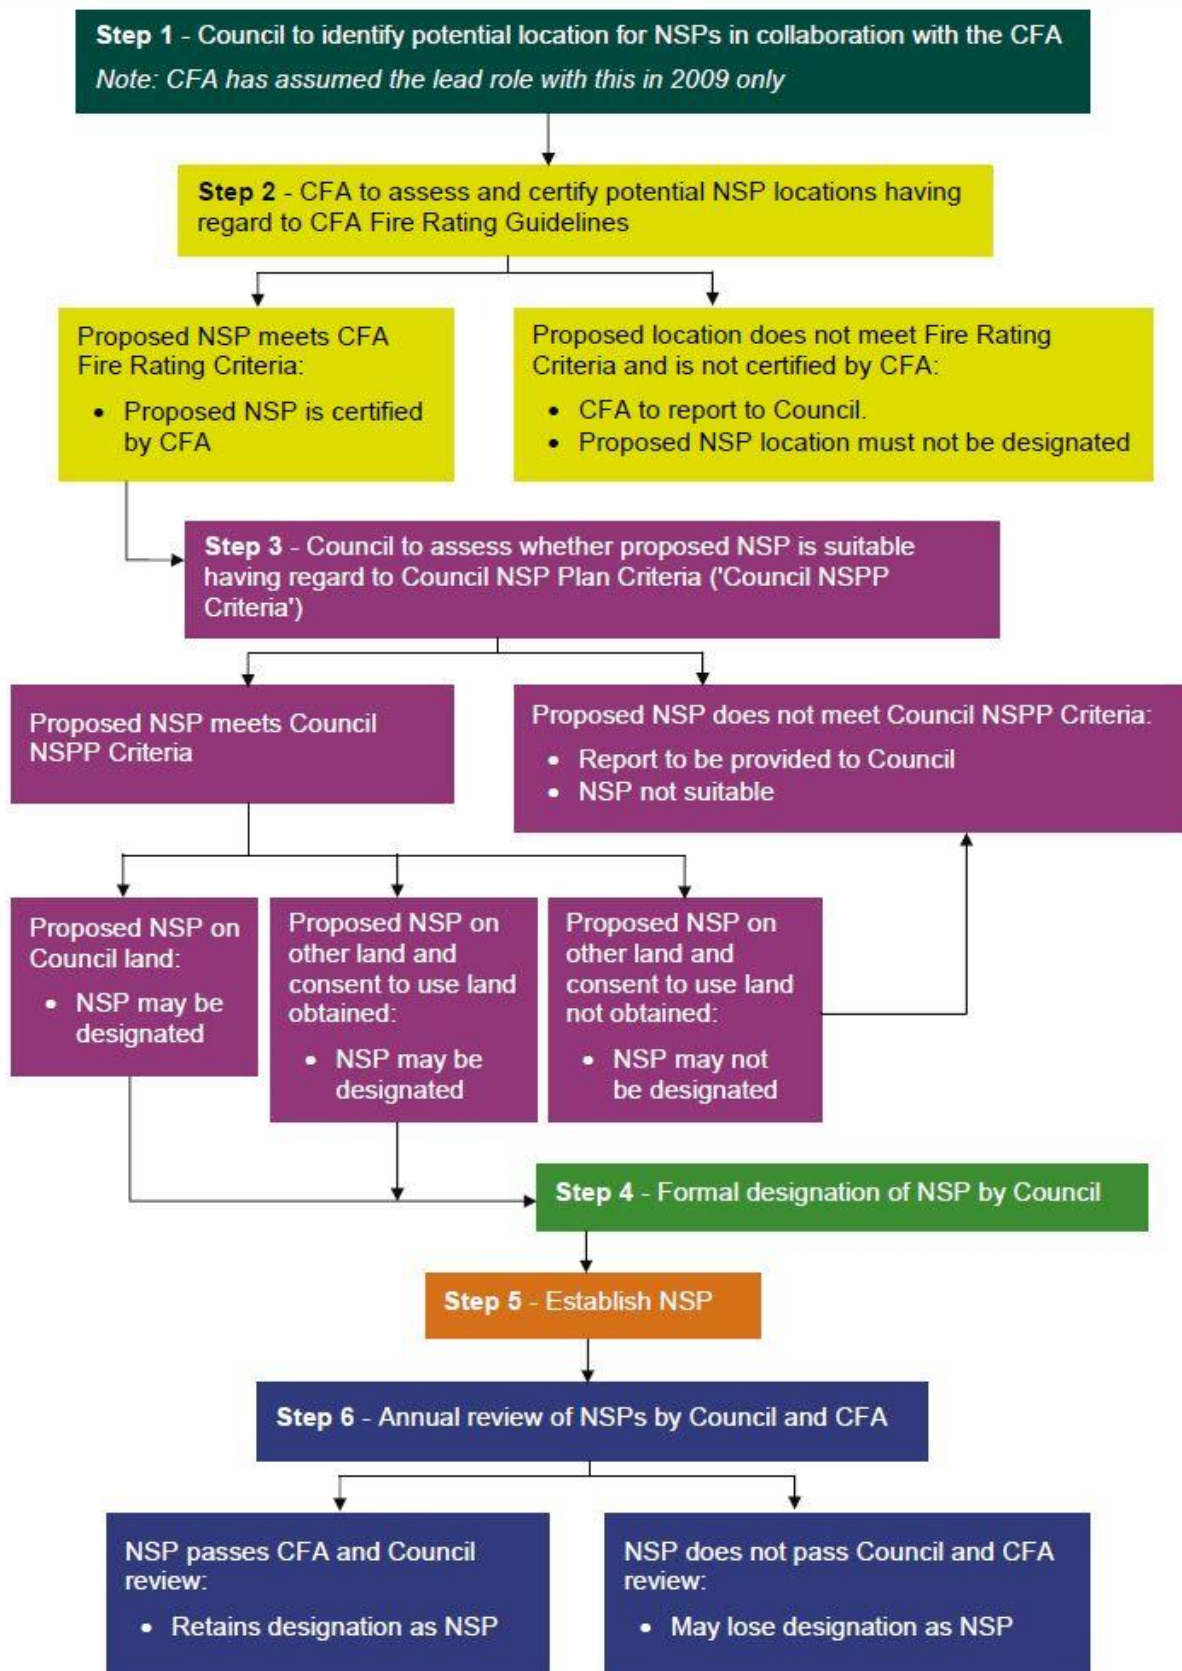 Step 1 - Council to identify potential location for NSPs in collaboration with the CFA
Note: CFA has assumed the lead role with this in 2009 only
Step 2 - CFA to assess and certify potential NSP locations having
regard to CFA Fire Rating Guidelines
Proposed NSP meets CFA
Fire Rating Criteria:
• Proposed NSP is certified
by CFA
Proposed location does not meet Fire Rating
Criteria and is not certified by CFA:
• CFA to report to Council.
• Proposed NSP location must not be designated
Step 3 - Council to assess whether proposed NSP is suitable
having regard to Council NSP Plan Criteria ('Council NSPP
Criteria')
Proposed NSP meets Council
NSPP Criteria
Proposed NSP does not meet Council NSPP Criteria:
• Report to be provided to Council
• NSP not suitable
Proposed NSP on
Council land:
• NSP may be
designated
Proposed NSP on
other land and
consent to use land
obtained:
• NSP may be
designated
Proposed NSP on
other land and
consent to use land
not obtained:
• NSP may not
be designated
Step 4 - Formal designation of NSP by Council
Step 5 - Establish NSP
Step 6 - Annual review of NSPs by Council and CFA
NSP passes CFA and Council
review:
• Retains designation as NSP
NSP does not pass Council and CFA
review:
• May lose designation as NSP